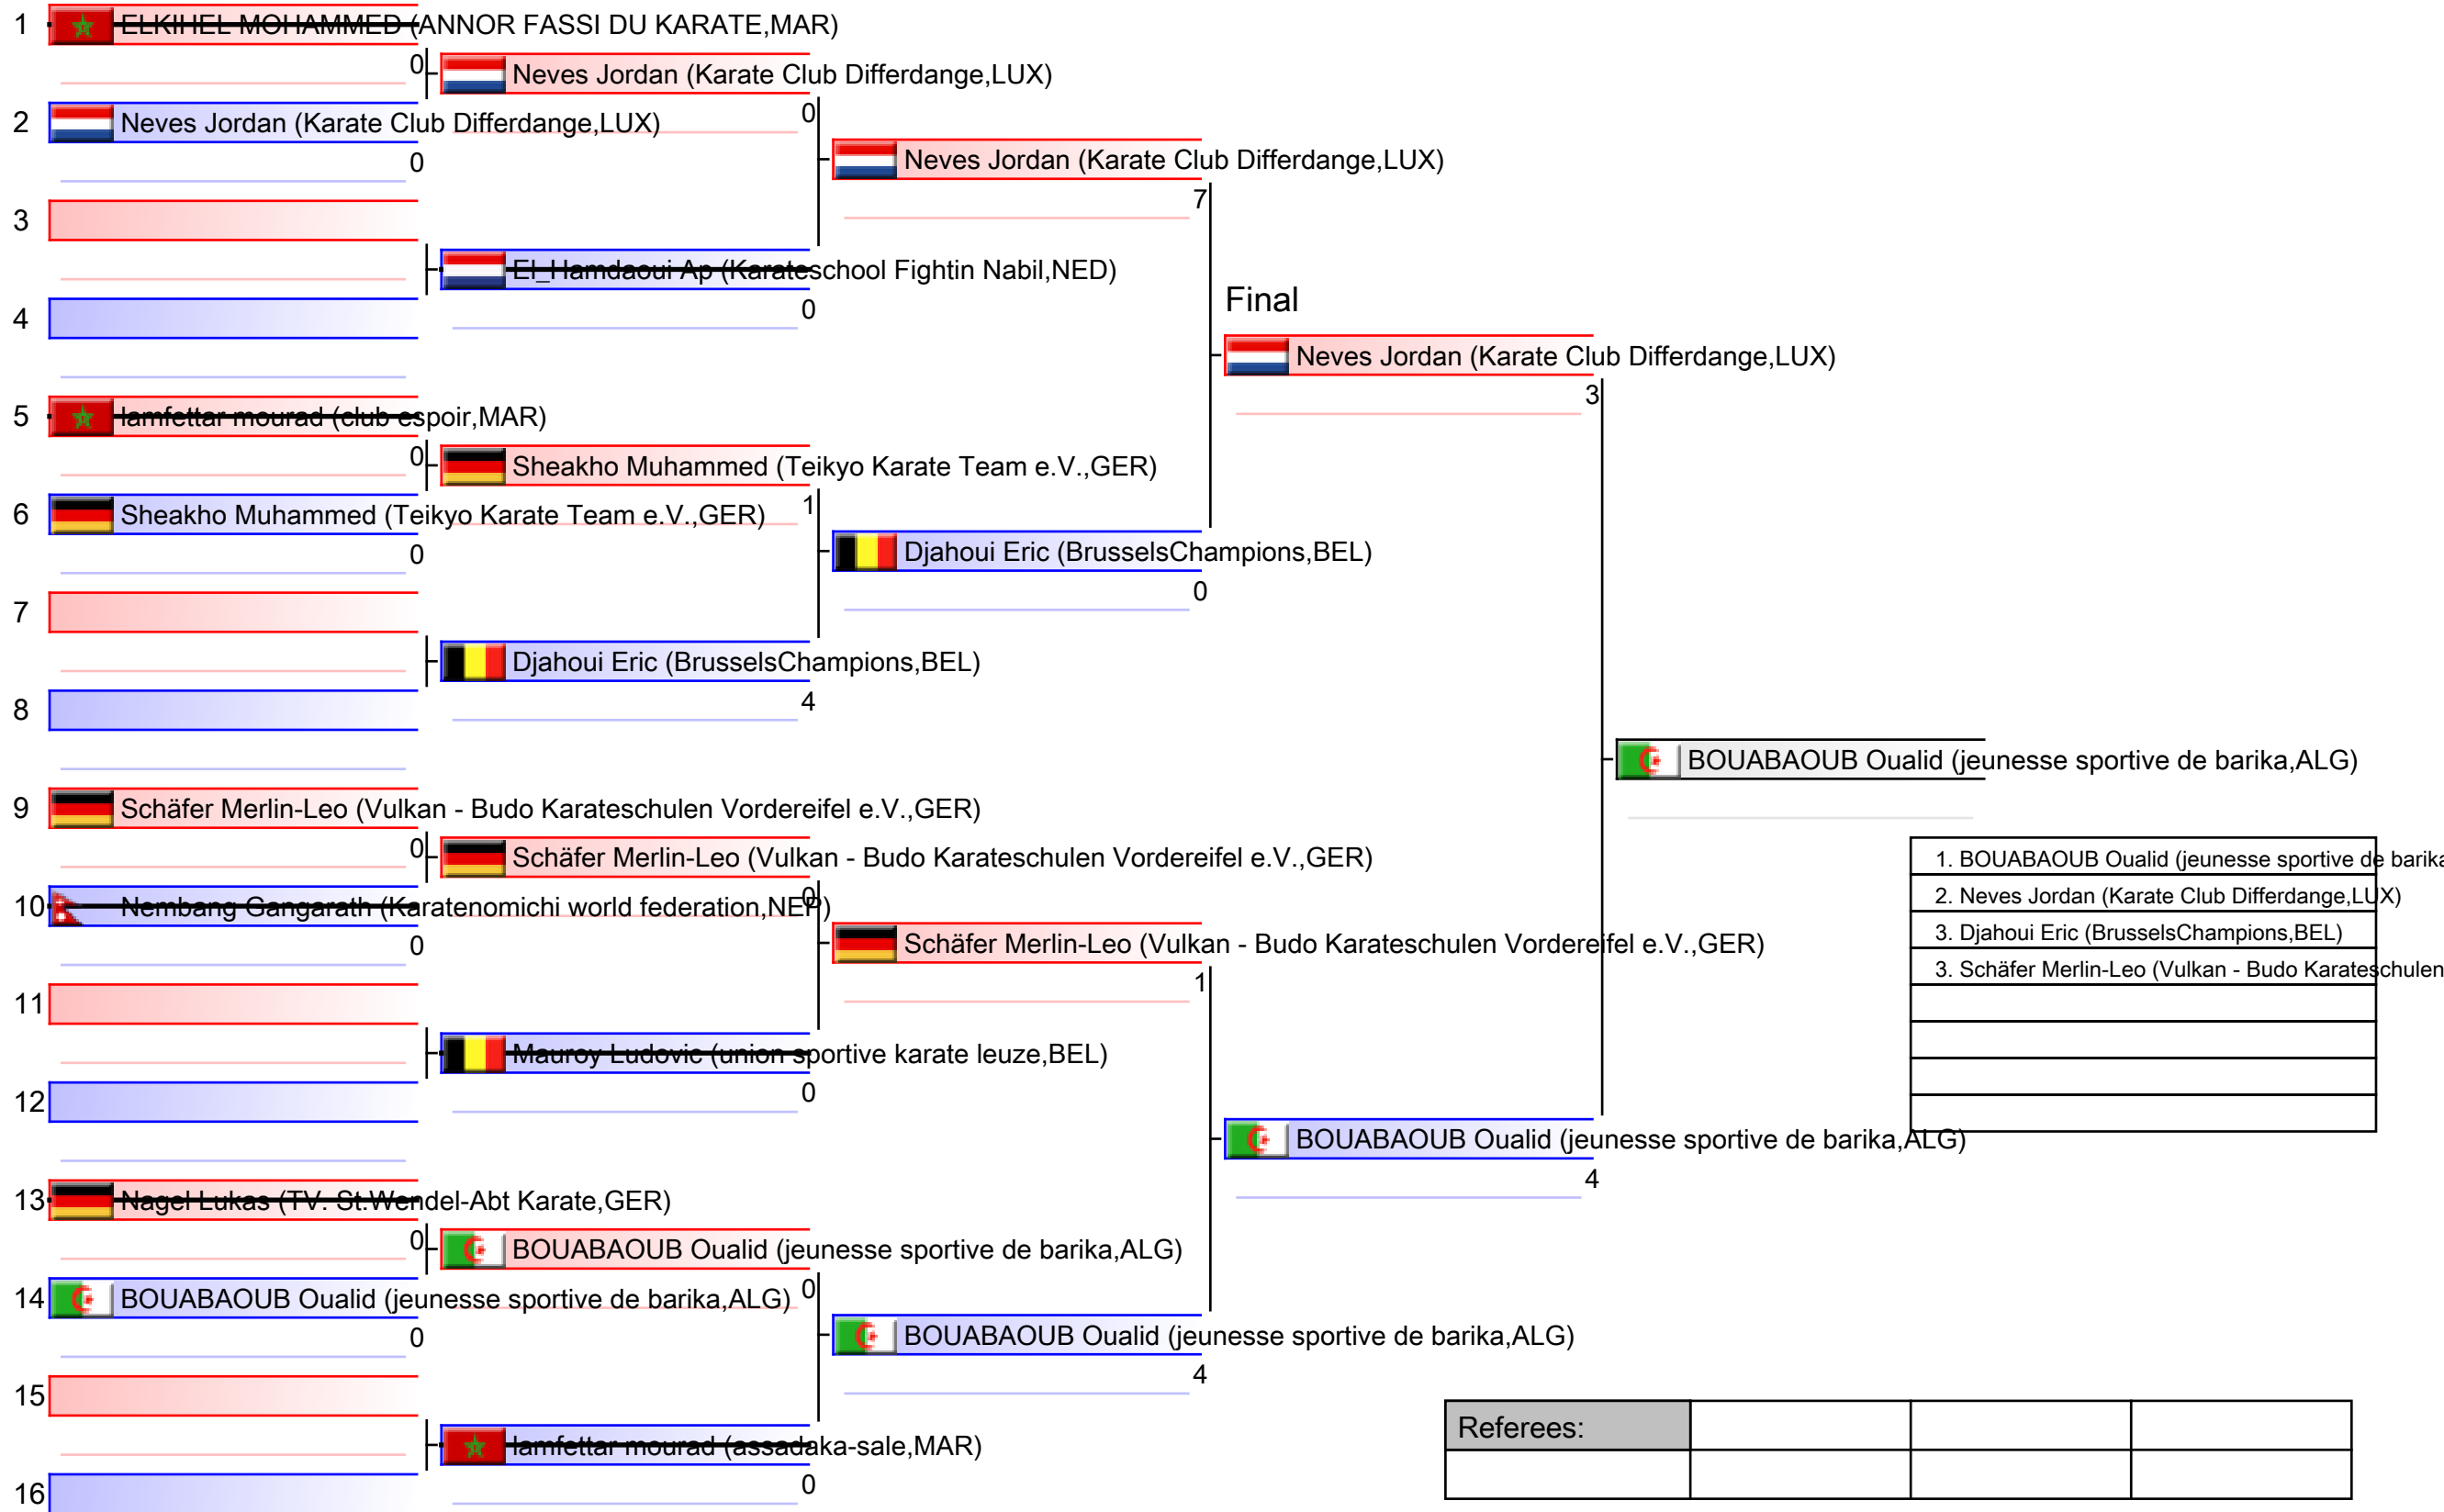 1 ELKIHEL MOHAMMED (ANNOR FASSI DU KARATE,MAR)
0
Neves Jordan (Karate Club Differdange,LUX)
0
2 Neves Jordan (Karate Club Differdange,LUX)
0
Neves Jordan (Karate Club Differdange,LUX)
7
3
El_Hamdaoui Ap (Karateschool Fightin Nabil,NED)
0
4
Final
Neves Jordan (Karate Club Differdange,LUX)
3
5 lamfettar mourad (club espoir,MAR)
0
Sheakho Muhammed (Teikyo Karate Team e.V.,GER)
1
6 Sheakho Muhammed (Teikyo Karate Team e.V.,GER)
0
Djahoui Eric (BrusselsChampions,BEL)
0
7
Djahoui Eric (BrusselsChampions,BEL)
4
8
BOUABAOUB Oualid (jeunesse sportive de barika,ALG)
9 Schäfer Merlin-Leo (Vulkan - Budo Karateschulen Vordereifel e.V.,GER)
0
Schäfer Merlin-Leo (Vulkan - Budo Karateschulen Vordereifel e.V.,GER)
0
10 Nembang Gangarath (Karatenomichi world federation,NEP)
0
Schäfer Merlin-Leo (Vulkan - Budo Karateschulen Vordereifel e.V.,GER)
1
1. BOUABAOUB Oualid (jeunesse sportive de barika
2. Neves Jordan (Karate Club Differdange,LUX)
3. Djahoui Eric (BrusselsChampions,BEL)
3. Schäfer Merlin-Leo (Vulkan - Budo Karateschulen
11
Mauroy Ludovic (union sportive karate leuze,BEL)
0
12
BOUABAOUB Oualid (jeunesse sportive de barika,ALG)
4
13 Nagel Lukas (TV. St.Wendel-Abt Karate,GER)
0
BOUABAOUB Oualid (jeunesse sportive de barika,ALG)
0
14 BOUABAOUB Oualid (jeunesse sportive de barika,ALG)
0
BOUABAOUB Oualid (jeunesse sportive de barika,ALG)
4
15
lamfettar mourad (assadaka-sale,MAR)
0
16
Referees: